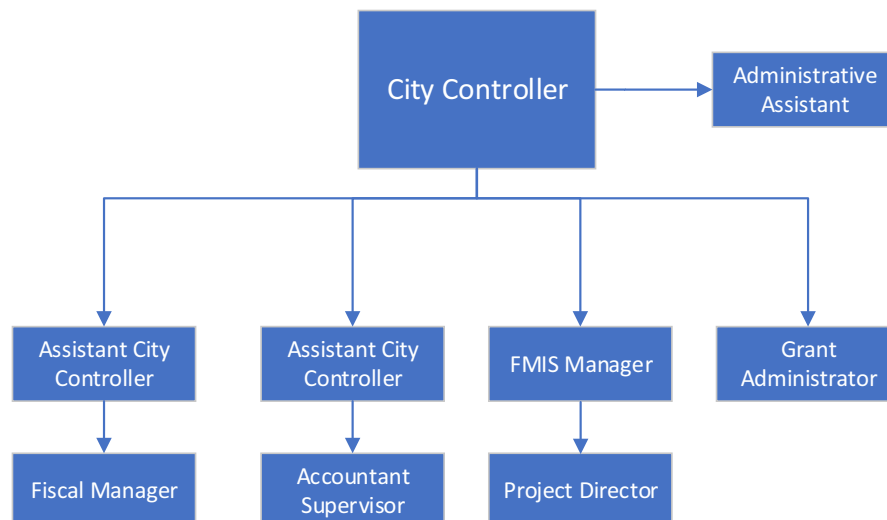 City Controller
Administrative
Assistant
Assistant City
Controller
Assistant City
Controller
FMIS Manager
Grant
Administrator
Fiscal Manager
Accountant
Supervisor
Project Director